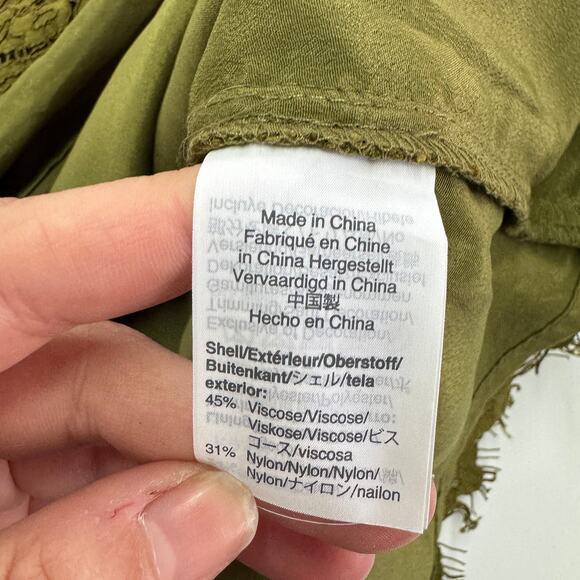 Made in China
Fabriqué en Chine
in China Hergestellt
Vervaardigd in China
中国製
Hecho en China
Shell/Extérieur/Oberstoff/
Buitenkant/シェル/tela
exterior:
45% Viscose/Viscose/
Viskose/Viscose/ビス
コース/viscosa
31% Nylon/Nylon/Nylon/
Nylon/ナイロン/nailon